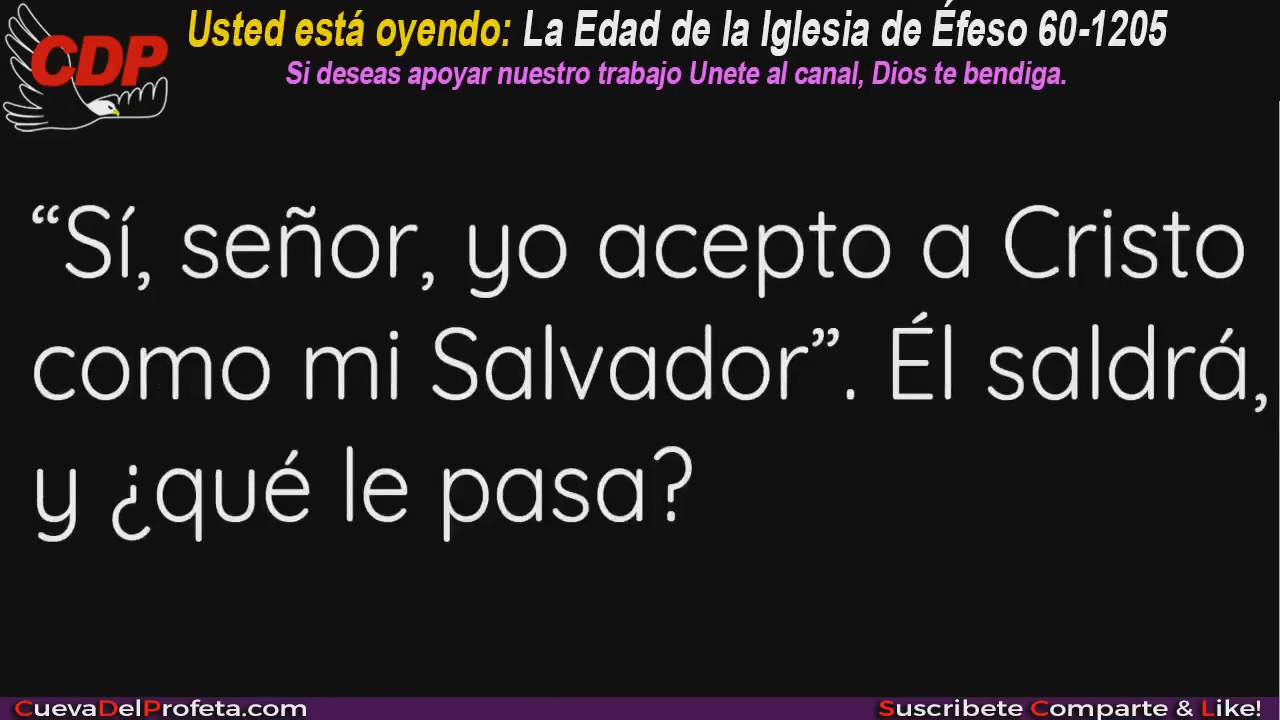 CDP
Usted está oyendo: La Edad de la Iglesia de Éfeso 60-1205
Si deseas apoyar nuestro trabajo Unete al canal, Dios te bendiga.
“Sí, señor, yo acepto a Cristo
como mi Salvador”. Él saldrá,
y ¿qué le pasa?
CuevaDelProfeta.com
Suscribete Comparte & Like!